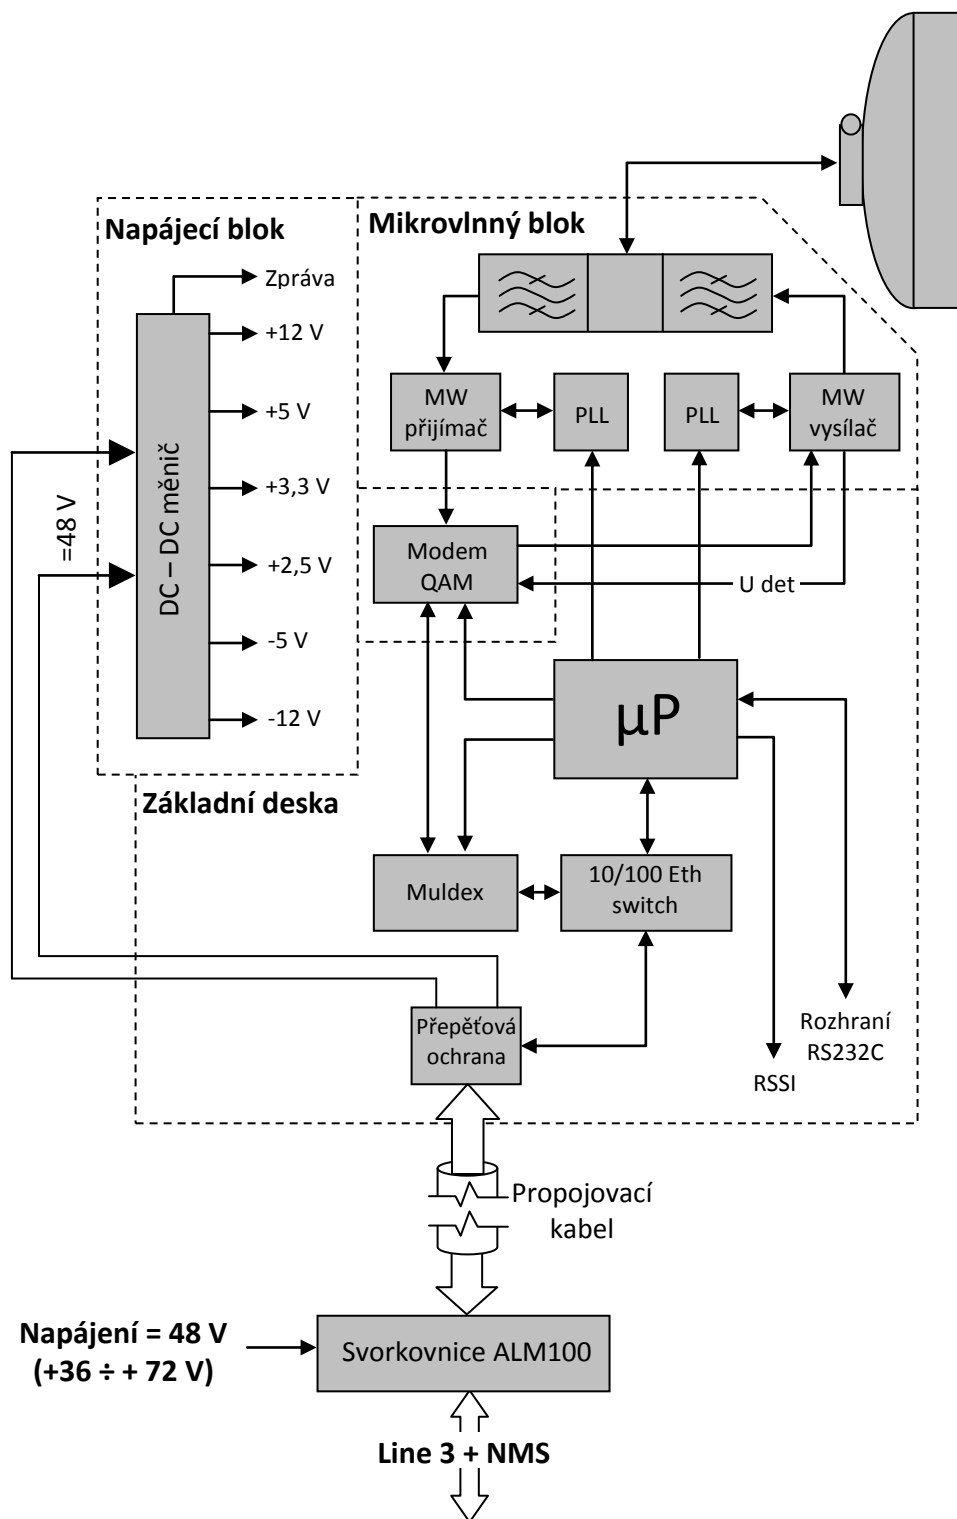 Napájecí blok
Mikrovlnný blok
Zpráva
+12 V
+5 V
+3,3 V
+2,5 V
-5 V
-12 V
DC – DC měnič
=48 V
MW
přijímač
PLL
PLL
MW
vysílač
Modem
QAM
U det
µP
Základní deska
Muldex
10/100 Eth
switch
Přepěťová
ochrana
Rozhraní
RS232C
RSSI
Propojovací
kabel
Napájení = 48 V
(+36 ÷ + 72 V)
Svorkovnice ALM100
Line 3 + NMS